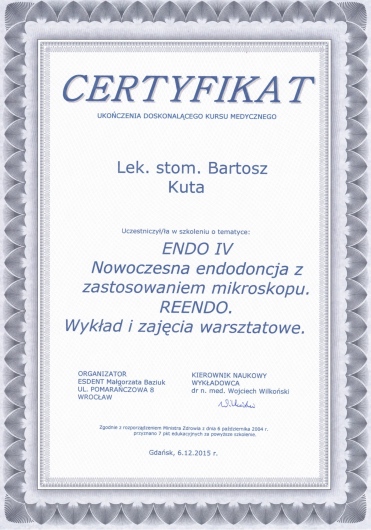 CERTYFIKAT
UKOŃCZENIA DOSKONALĄCEGO KURSU MEDYCZNEGO
Lek. stom. Bartosz
Kuta
Uczestniczył/ła w szkoleniu o tematyce:
ENDO IV
Nowoczesna endodoncja z
zastosowaniem mikroskopu.
REENDO.
Wykład i zajęcia warsztatowe.
ORGANIZATOR
ESDENT Małgorzata Baziuk
UL. POMARAŃCZOWA 8
WROCŁAW
KIEROWNIK NAUKOWY
WYKŁADOWCA
dr n. med. Wojciech Wilkoński
Zgodnie z rozporządzeniem Ministra Zdrowia z dnia 6 października 2004 r.
przyznano 7 pkt edukacyjnych za powyższe szkolenie.
Gdańsk, 6.12.2015 r.